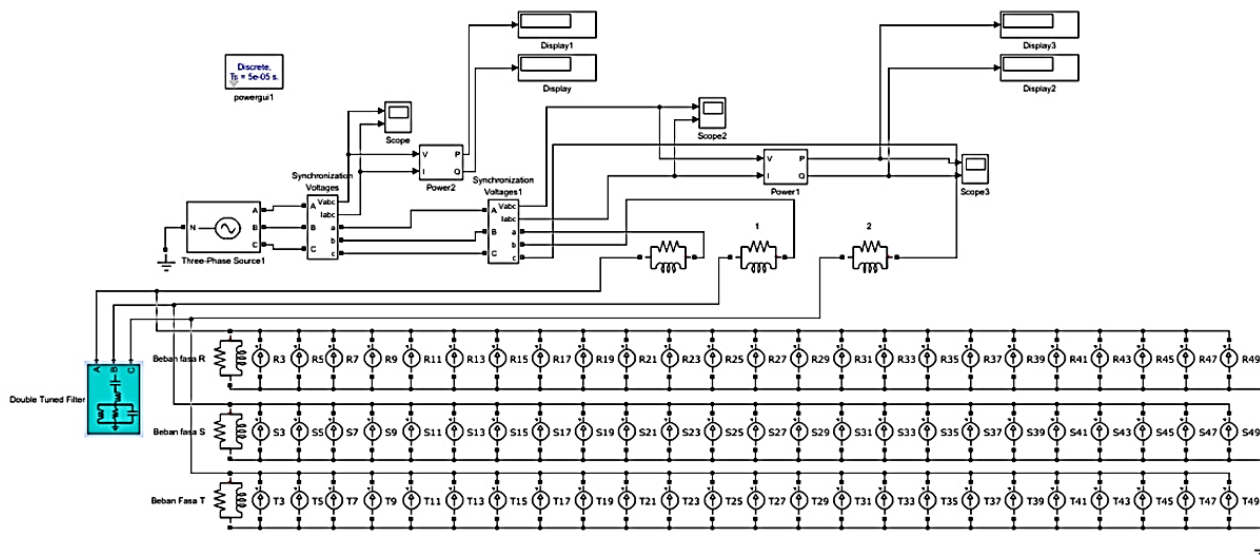 Display1
Display3
Discrete,
Ts = 5e-05 s.
powergui1
Display
Display2
Scope
Scope2
V P
I Q
Power2
V P
I Q
Power1
Scope3
Synchronization
Voltages
Synchronization
Voltages1
Vabc
Iabc
A
B
C
a
b
c
Vabc
Iabc
A
B
C
a
b
c
N
A
B
C
Three-Phase Source1
1
2
Beban fasa R
R3 R5 R7 R9 R11 R13 R15 R17 R19 R21 R23 R25 R27 R29 R31 R33 R35 R37 R39 R41 R43 R45 R47 R49
A B C
Double Tuned Filter
Beban fasa S
S3 S5 S7 S9 S11 S13 S15 S17 S19 S21 S23 S25 S27 S29 S31 S33 S35 S37 S39 S41 S43 S45 S47 S49
Beban Fasa T
T3 T5 T7 T9 T11 T13 T15 T17 T19 T21 T23 T25 T27 T29 T31 T33 T35 T37 T39 T41 T43 T45 T47 T49